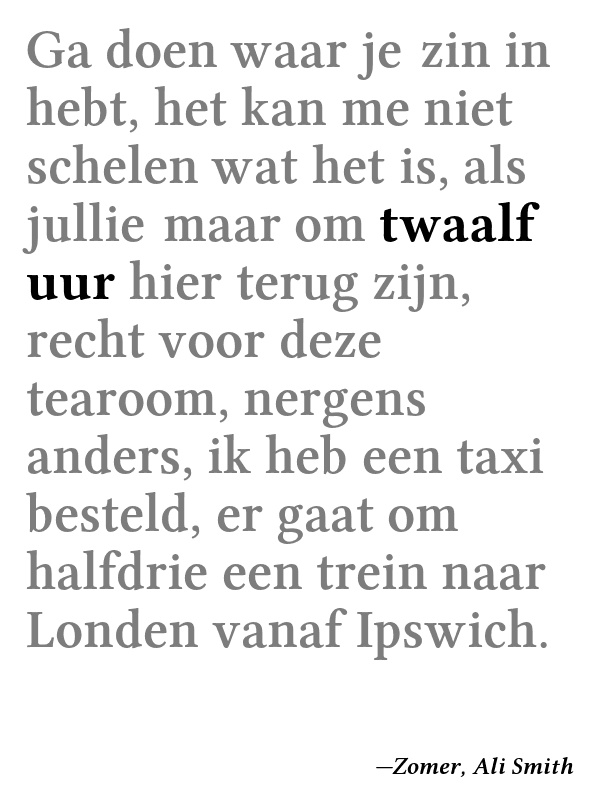 Ga doen waar je zin in
hebt, het kan me niet
schelen wat het is, als
jullie maar om twaalf
uur hier terug zijn,
recht voor deze
tearoom, nergens
anders, ik heb een taxi
besteld, er gaat om
halfdrie een trein naar
Londen vanaf Ipswich.
—Zomer, Ali Smith